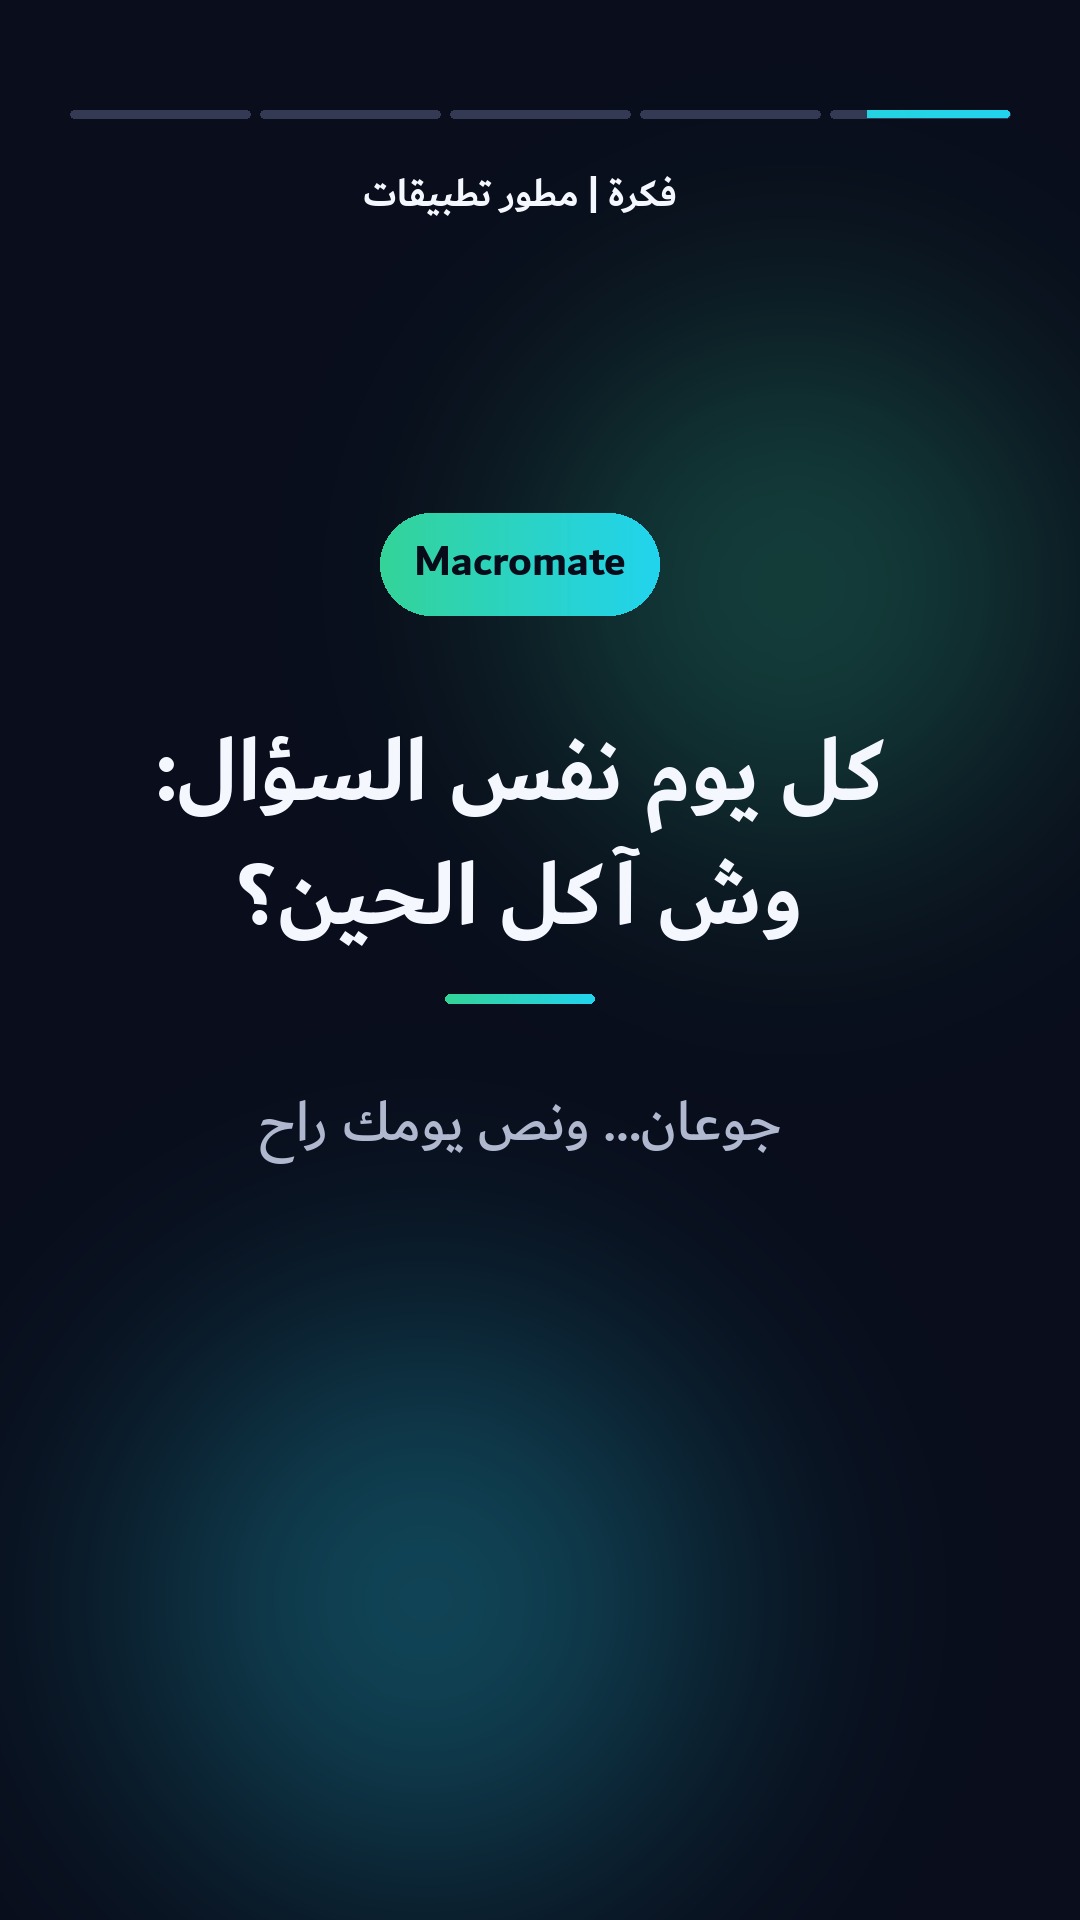 فكرة | مطور تطبيقات
Macromate
كل يوم نفس السؤال:
وش آكل الحين؟
جوعان... ونص يومك راح